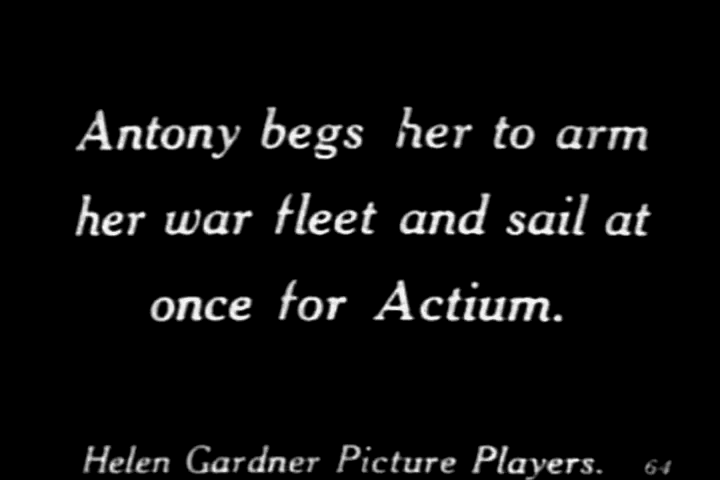 Antony begs her to arm
her war fleet and sail at
once for Actium.
Helen Gardner Picture Players. 64